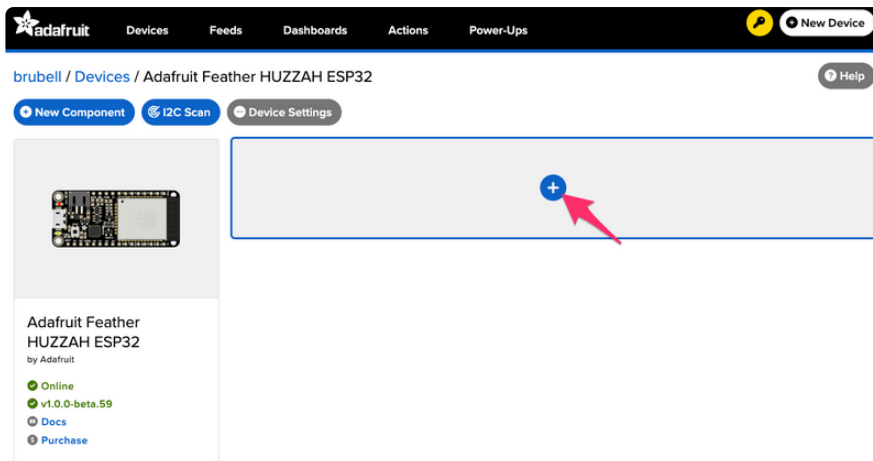 adafruit Devices Feeds Dashboards Actions Power-Ups New Device
brubell / Devices / Adafruit Feather HUZZAH ESP32 Help
New Component I2C Scan Device Settings
Adafruit Feather
HUZZAH ESP32
by Adafruit
Online
v1.0.0-beta.59
Docs
Purchase